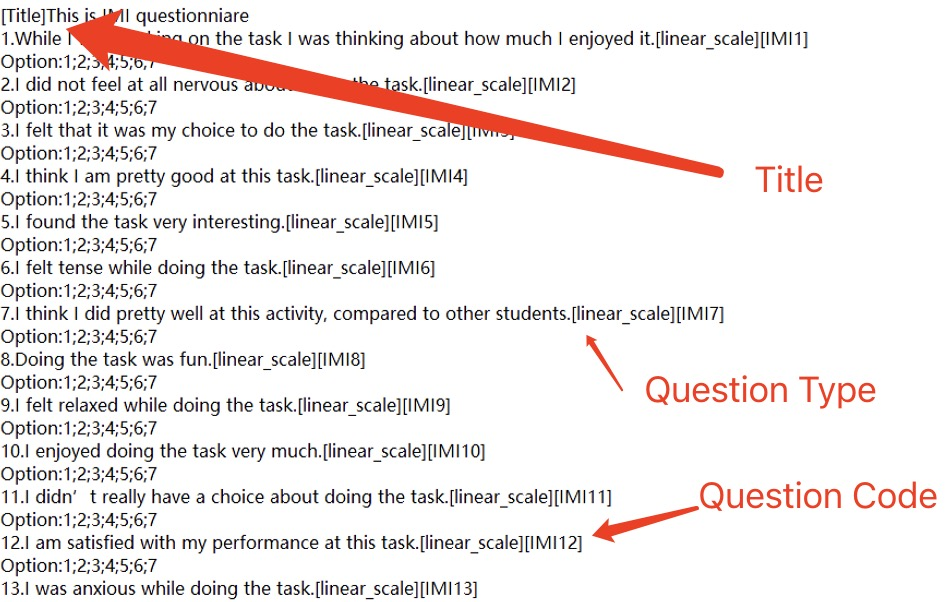 [Title]This is IMI questionniare
1.While I king on the task I was thinking about how much I enjoyed it.[linear_scale][IMI1]
Option:1;2;3;4;5;6;7
2.I did not feel at all nervous about the task.[linear_scale][IMI2]
Option:1;2;3;4;5;6;7
3.I felt that it was my choice to do the task.[linear_scale][IMI3]
Option:1;2;3;4;5;6;7
Title
4.I think I am pretty good at this task.[linear_scale][IMI4]
Option:1;2;3;4;5;6;7
5.I found the task very interesting.[linear_scale][IMI5]
Option:1;2;3;4;5;6;7
6.I felt tense while doing the task.[linear_scale][IMI6]
Option:1;2;3;4;5;6;7
7.I think I did pretty well at this activity, compared to other students.[linear_scale][IMI7]
Option:1;2;3;4;5;6;7
8.Doing the task was fun.[linear_scale][IMI8]
Option:1;2;3;4;5;6;7
Question Type
9.I felt relaxed while doing the task.[linear_scale][IMI9]
Option:1;2;3;4;5;6;7
10.I enjoyed doing the task very much.[linear_scale][IMI10]
Option:1;2;3;4;5;6;7
11.I didn’t really have a choice about doing the task.[linear_scale][IMI11]
Question Code
Option:1;2;3;4;5;6;7
12.I am satisfied with my performance at this task.[linear_scale][IMI12]
Option:1;2;3;4;5;6;7
13.I was anxious while doing the task.[linear_scale][IMI13]